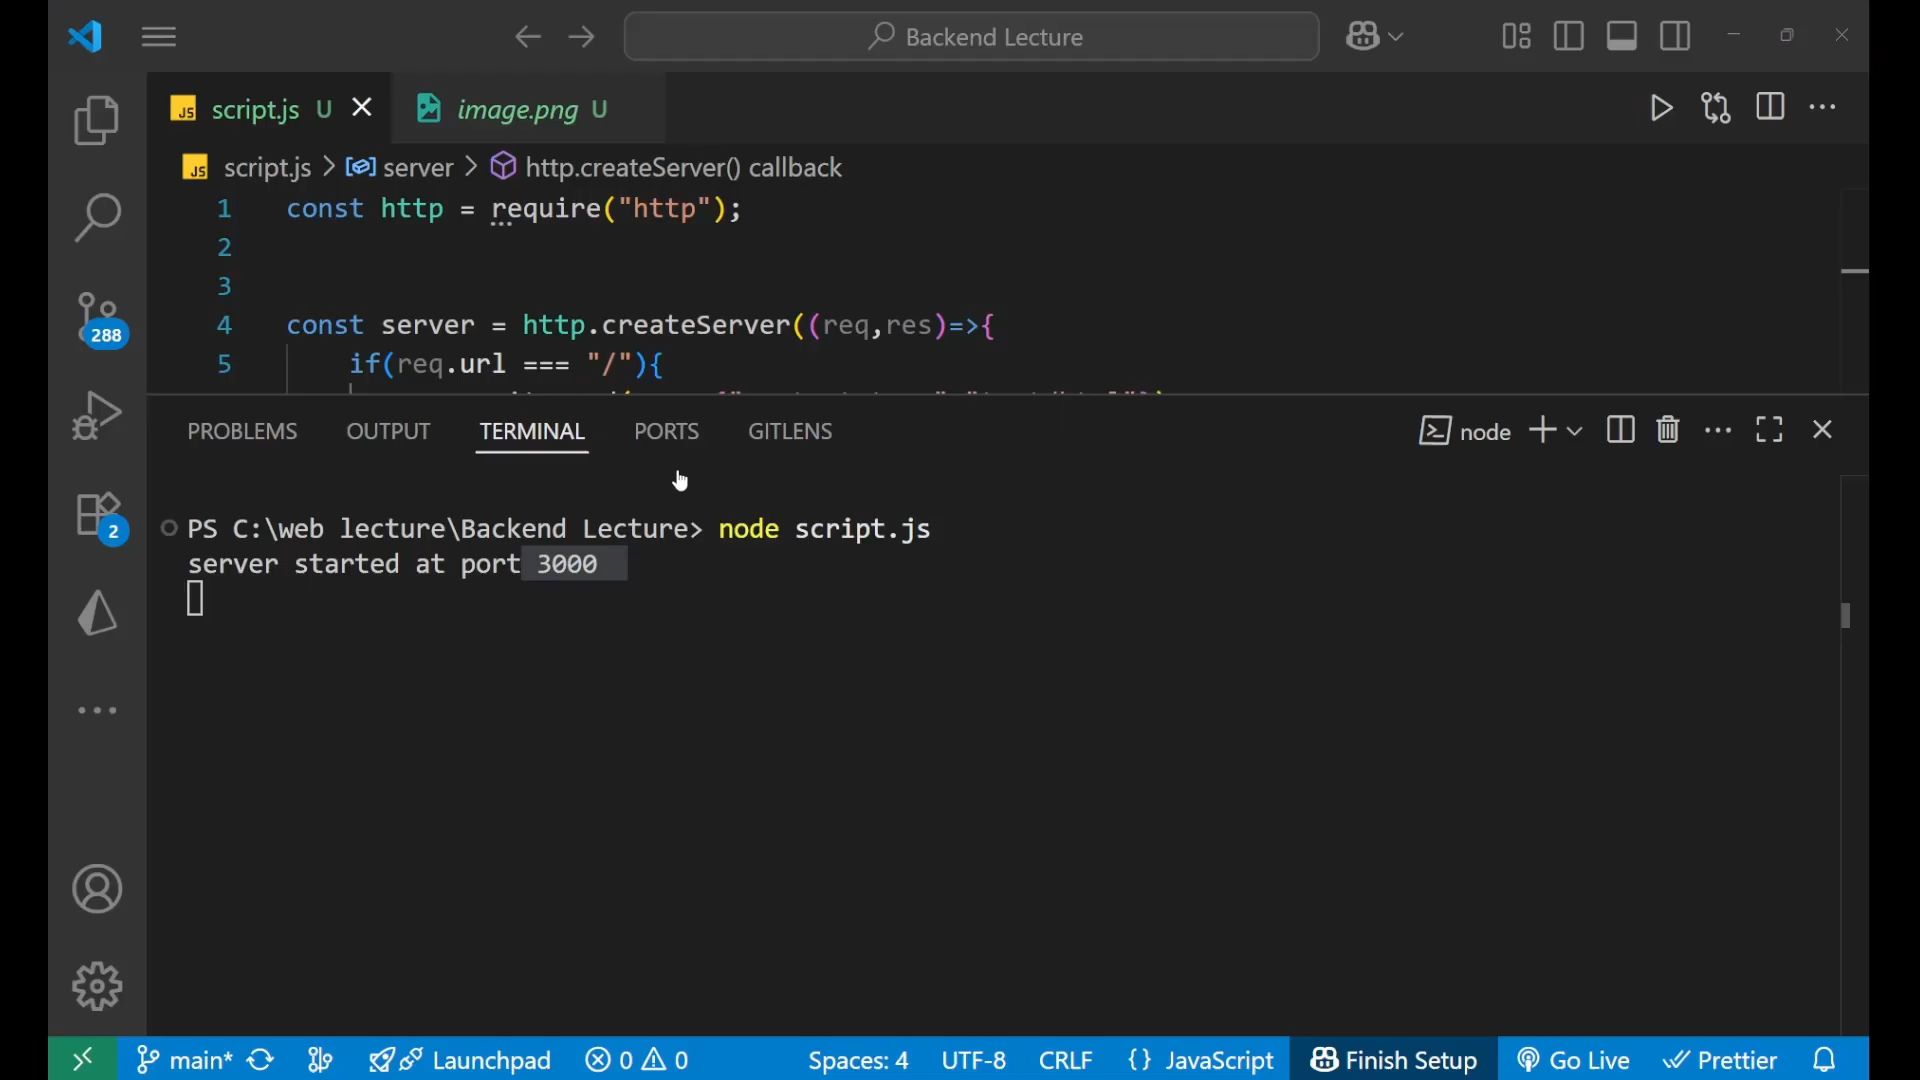 Backend Lecture
script.js U
image.png U
script.js > server > http.createServer() callback
1 const http = require("http");
2
3
4 const server = http.createServer((req,res)=>{
5 if(req.url === "/"){
PROBLEMS OUTPUT TERMINAL PORTS GITLENS
node
PS C:\web lecture\Backend Lecture> node script.js
server started at port 3000
288
2
main* Launchpad 0 0 Spaces: 4 UTF-8 CRLF {} JavaScript Finish Setup Go Live Prettier